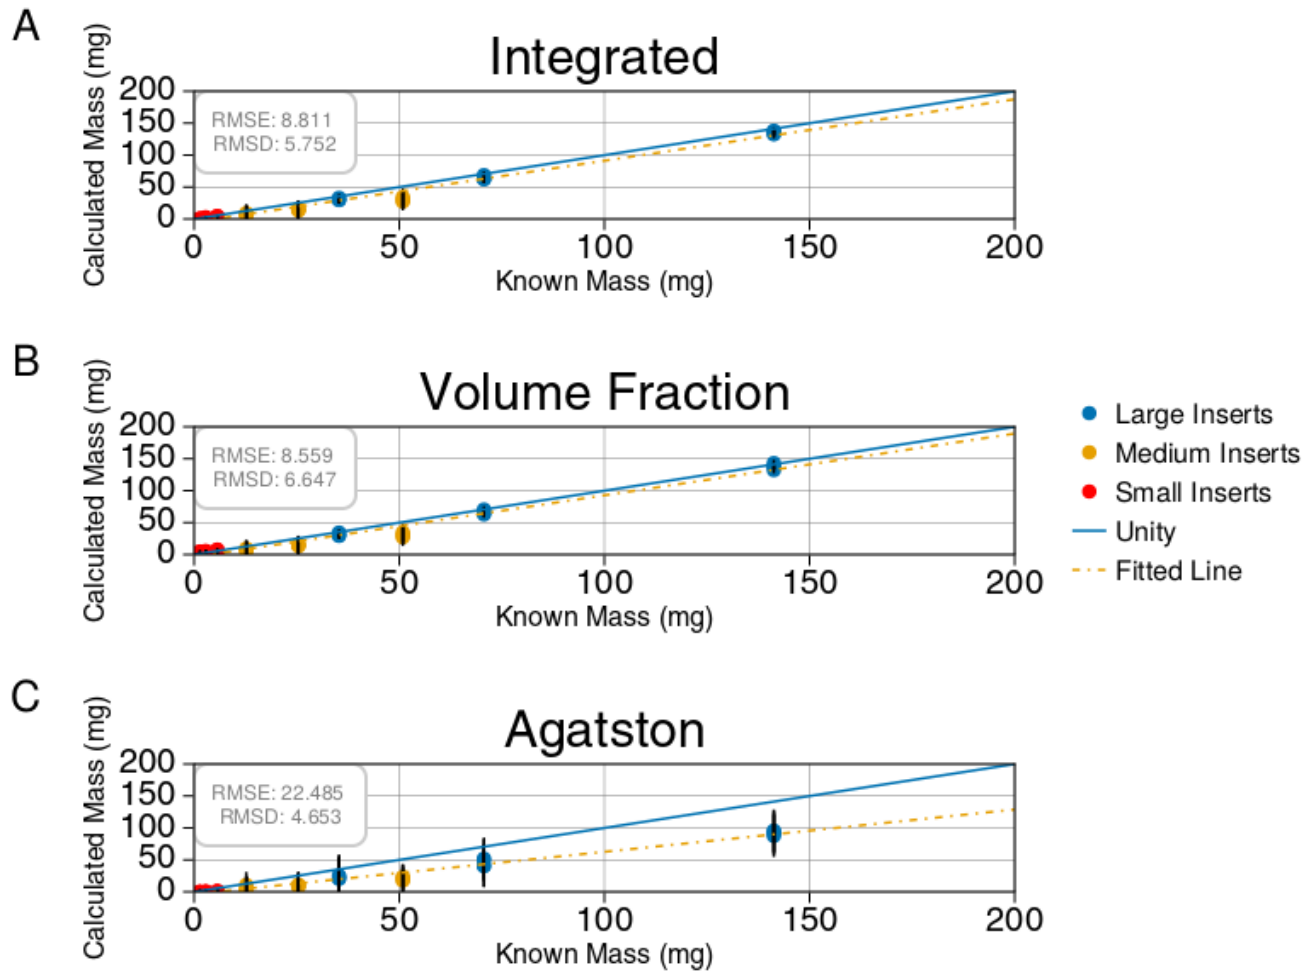 A
Integrated
Calculated Mass (mg)
200
150
100
50
0
RMSE: 8.811
RMSD: 5.752
0 50 100 150 200
Known Mass (mg)
B
Volume Fraction
Calculated Mass (mg)
200
150
100
50
0
RMSE: 8.559
RMSD: 6.647
0 50 100 150 200
Known Mass (mg)
Large Inserts
Medium Inserts
Small Inserts
Unity
Fitted Line
C
Agatston
Calculated Mass (mg)
200
150
100
50
0
RMSE: 22.485
RMSD: 4.653
0 50 100 150 200
Known Mass (mg)